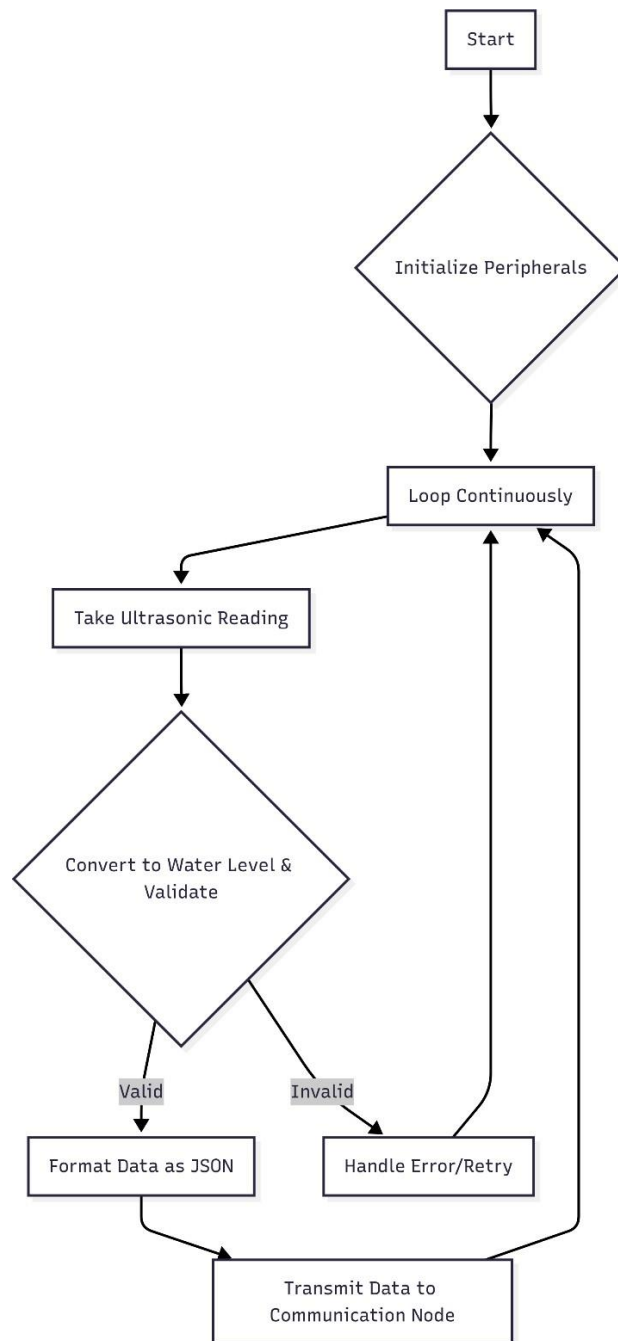 Start
Initialize Peripherals
Loop Continuously
Take Ultrasonic Reading
Convert to Water Level &
Validate
Valid
Invalid
Format Data as JSON
Handle Error/Retry
Transmit Data to
Communication Node